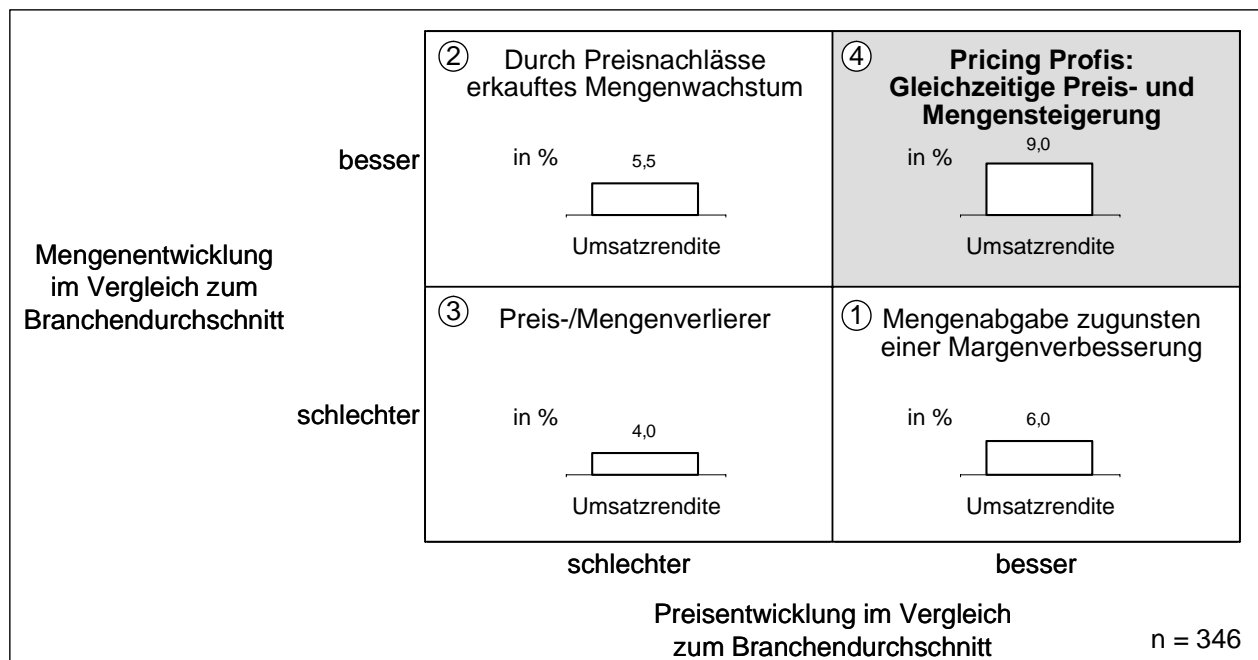 ② Durch Preisnachlässe
erkauftes Mengenwachstum
in %
5,5
Umsatzrendite
④ Pricing Profis:
Gleichzeitige Preis- und
Mengensteigerung
in %
9,0
Umsatzrendite
besser
Mengenentwicklung
im Vergleich zum
Branchendurchschnitt
schlechter
③ Preis-/Mengenverlierer
in %
4,0
Umsatzrendite
① Mengenabgabe zugunsten
einer Margenverbesserung
in %
6,0
Umsatzrendite
schlechter
besser
Preisentwicklung im Vergleich
zum Branchendurchschnitt
n = 346